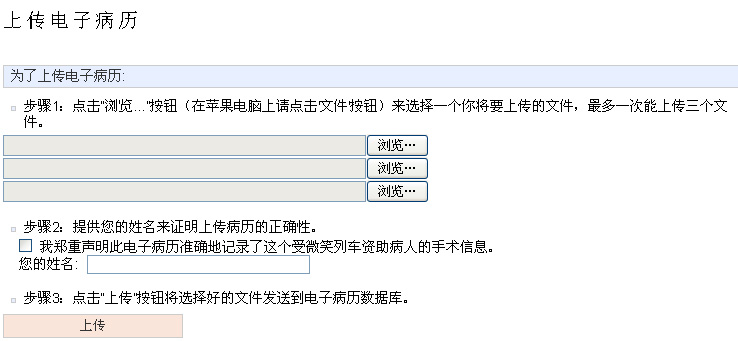 上传电子病历
为了上传电子病历:
步骤1：点击"浏览..."按钮（在苹果电脑上请点击'文件'按钮）来选择一个你将要上传的文件，最多一次能上传三个文
件。
浏览…
浏览…
浏览…
步骤2：提供您的姓名来证明上传病历的正确性。
我郑重声明此电子病历准确地记录了这个受微笑列车资助病人的手术信息。
您的姓名:
步骤3：点击"上传"按钮将选择好的文件发送到电子病历数据库。
上传